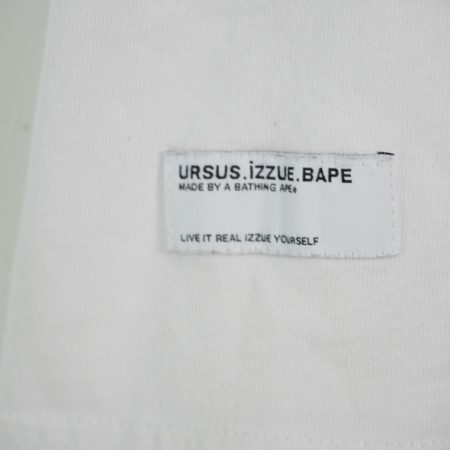 URSUS.iZZUE.BAPE
MADE BY A BATHING APE®
LIVE IT REAL IZZUE YOURSELF